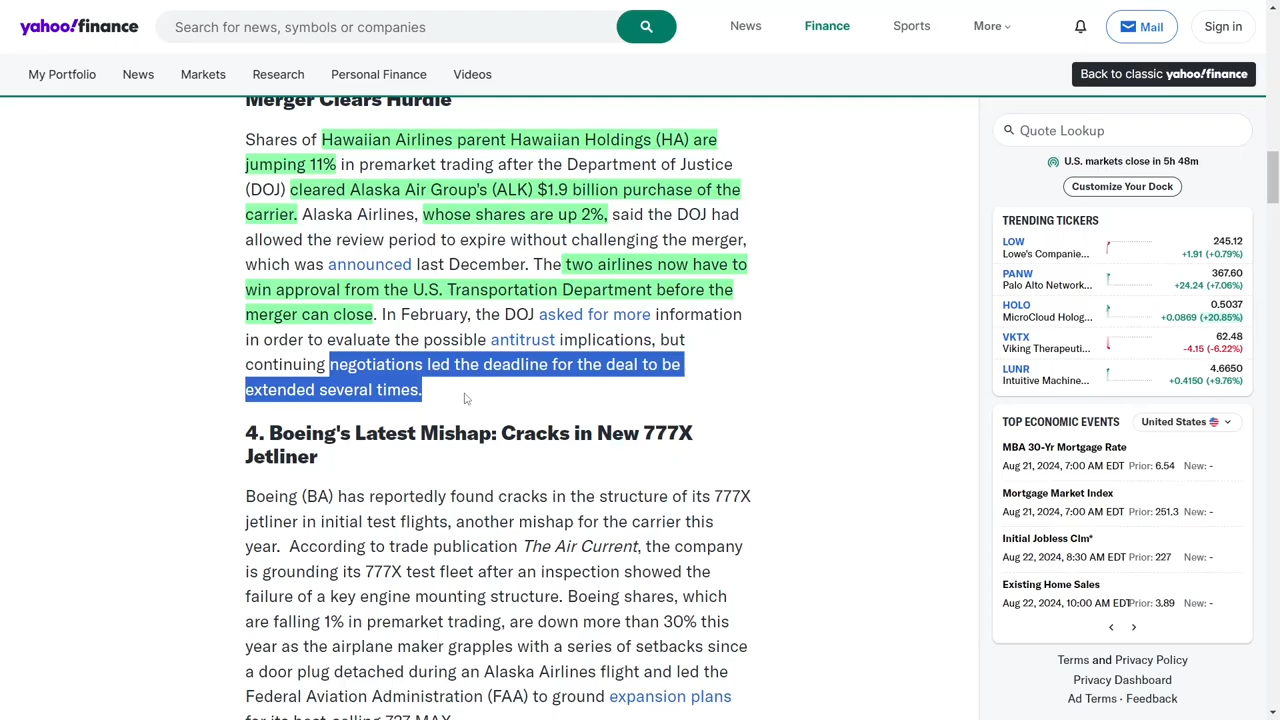 yahoo!finance
Search for news, symbols or companies
News
Finance
Sports
More
Mail
Sign in
My Portfolio
News
Markets
Research
Personal Finance
Videos
Back to classic yahoo!finance
Merger Clears Hurdle
Shares of Hawaiian Airlines parent Hawaiian Holdings (HA) are
jumping 11% in premarket trading after the Department of Justice
(DOJ) cleared Alaska Air Group's (ALK) $1.9 billion purchase of the
carrier. Alaska Airlines, whose shares are up 2%, said the DOJ had
allowed the review period to expire without challenging the merger,
which was announced last December. The two airlines now have to
win approval from the U.S. Transportation Department before the
merger can close. In February, the DOJ asked for more information
in order to evaluate the possible antitrust implications, but
continuing negotiations led the deadline for the deal to be
extended several times.
4. Boeing's Latest Mishap: Cracks in New 777X
Jetliner
Boeing (BA) has reportedly found cracks in the structure of its 777X
jetliner in initial test flights, another mishap for the carrier this
year. According to trade publication The Air Current, the company
is grounding its 777X test fleet after an inspection showed the
failure of a key engine mounting structure. Boeing shares, which
are falling 1% in premarket trading, are down more than 30% this
year as the airplane maker grapples with a series of setbacks since
a door plug detached during an Alaska Airlines flight and led the
Federal Aviation Administration (FAA) to ground expansion plans
for its best-selling 737 MAX.
Quote Lookup
U.S. markets close in 5h 48m
Customize Your Dock
TRENDING TICKERS
LOW 245.12
Lowe's Companie... +1.91 (+0.79%)
PANW 367.60
Palo Alto Network... +24.24 (+7.06%)
HOLO 0.5037
MicroCloud Holog... +0.0869 (+20.85%)
VKTX 62.48
Viking Therapeuti... -4.15 (-6.22%)
LUNR 4.6650
Intuitive Machine... +0.4150 (+9.76%)
TOP ECONOMIC EVENTS United States
MBA 30-Yr Mortgage Rate
Aug 21, 2024, 7:00 AM EDT Prior: 6.54 New: -
Mortgage Market Index
Aug 21, 2024, 7:00 AM EDT Prior: 251.3 New: -
Initial Jobless Clm*
Aug 22, 2024, 8:30 AM EDT Prior: 227 New: -
Existing Home Sales
Aug 22, 2024, 10:00 AM EDT Prior: 3.89 New: -
Terms and Privacy Policy
Privacy Dashboard
Ad Terms · Feedback